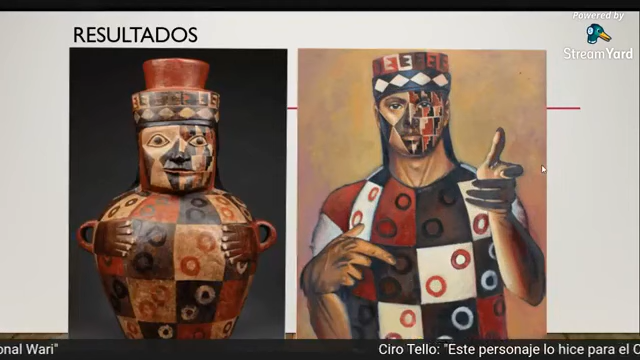 Powered by
StreamYard
RESULTADOS
onal Wari"
Ciro Tello: "Este personaje lo hice para el C